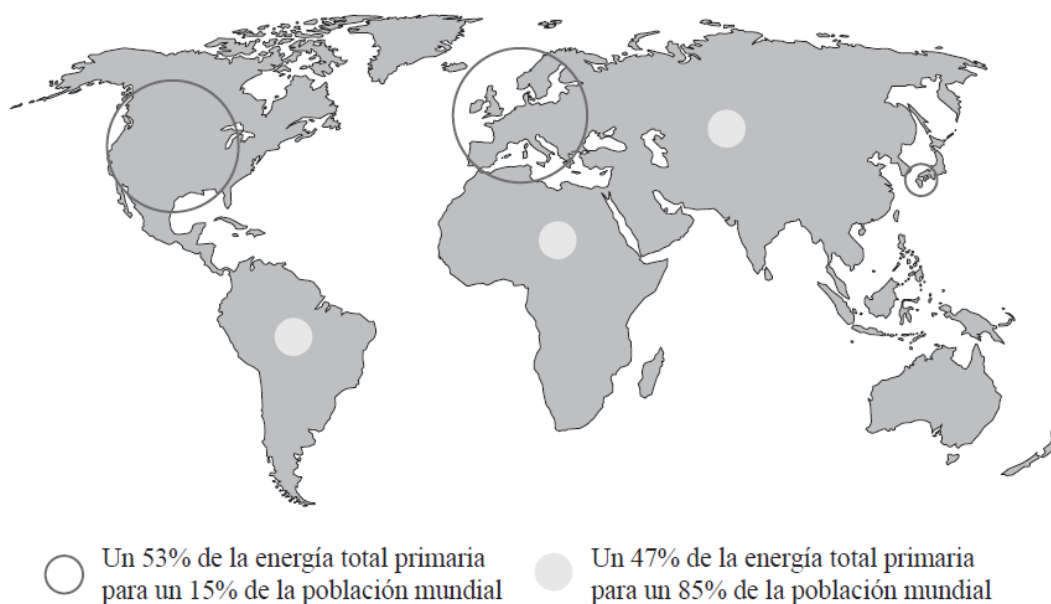 Un 53% de la energía total primaria
para un 15% de la población mundial
Un 47% de la energía total primaria
para un 85% de la población mundial